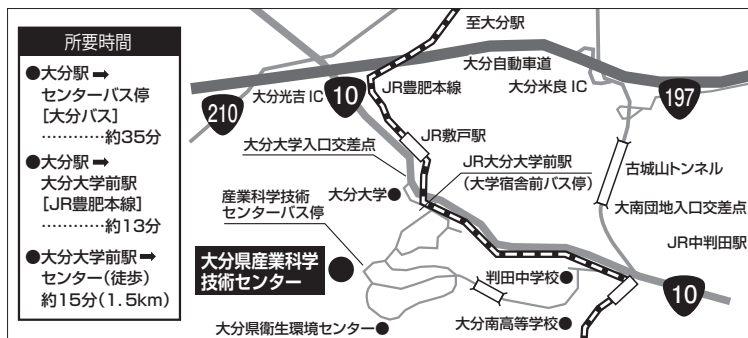 所要時間
●大分駅➡
センターバス停
[大分バス]
…………約35分
●大分駅➡
大分大学前駅
[JR豊肥本線]
…………約13分
●大分大学前駅➡
センター(徒歩)
約15分(1.5km)
至大分駅
大分自動車道
大分米良IC
197
210
大分光吉IC
10
JR豊肥本線
JR敷戸駅
大分大学入口交差点
JR大分大学前駅
(大学宿舎前バス停)
古城山トンネル
大分大学●
大南団地入口交差点
産業科学技術
センターバス停
JR中判田駅
大分県産業科学
技術センター
判田中学校●
10
大分県衛生環境センター●
大分南高等学校●